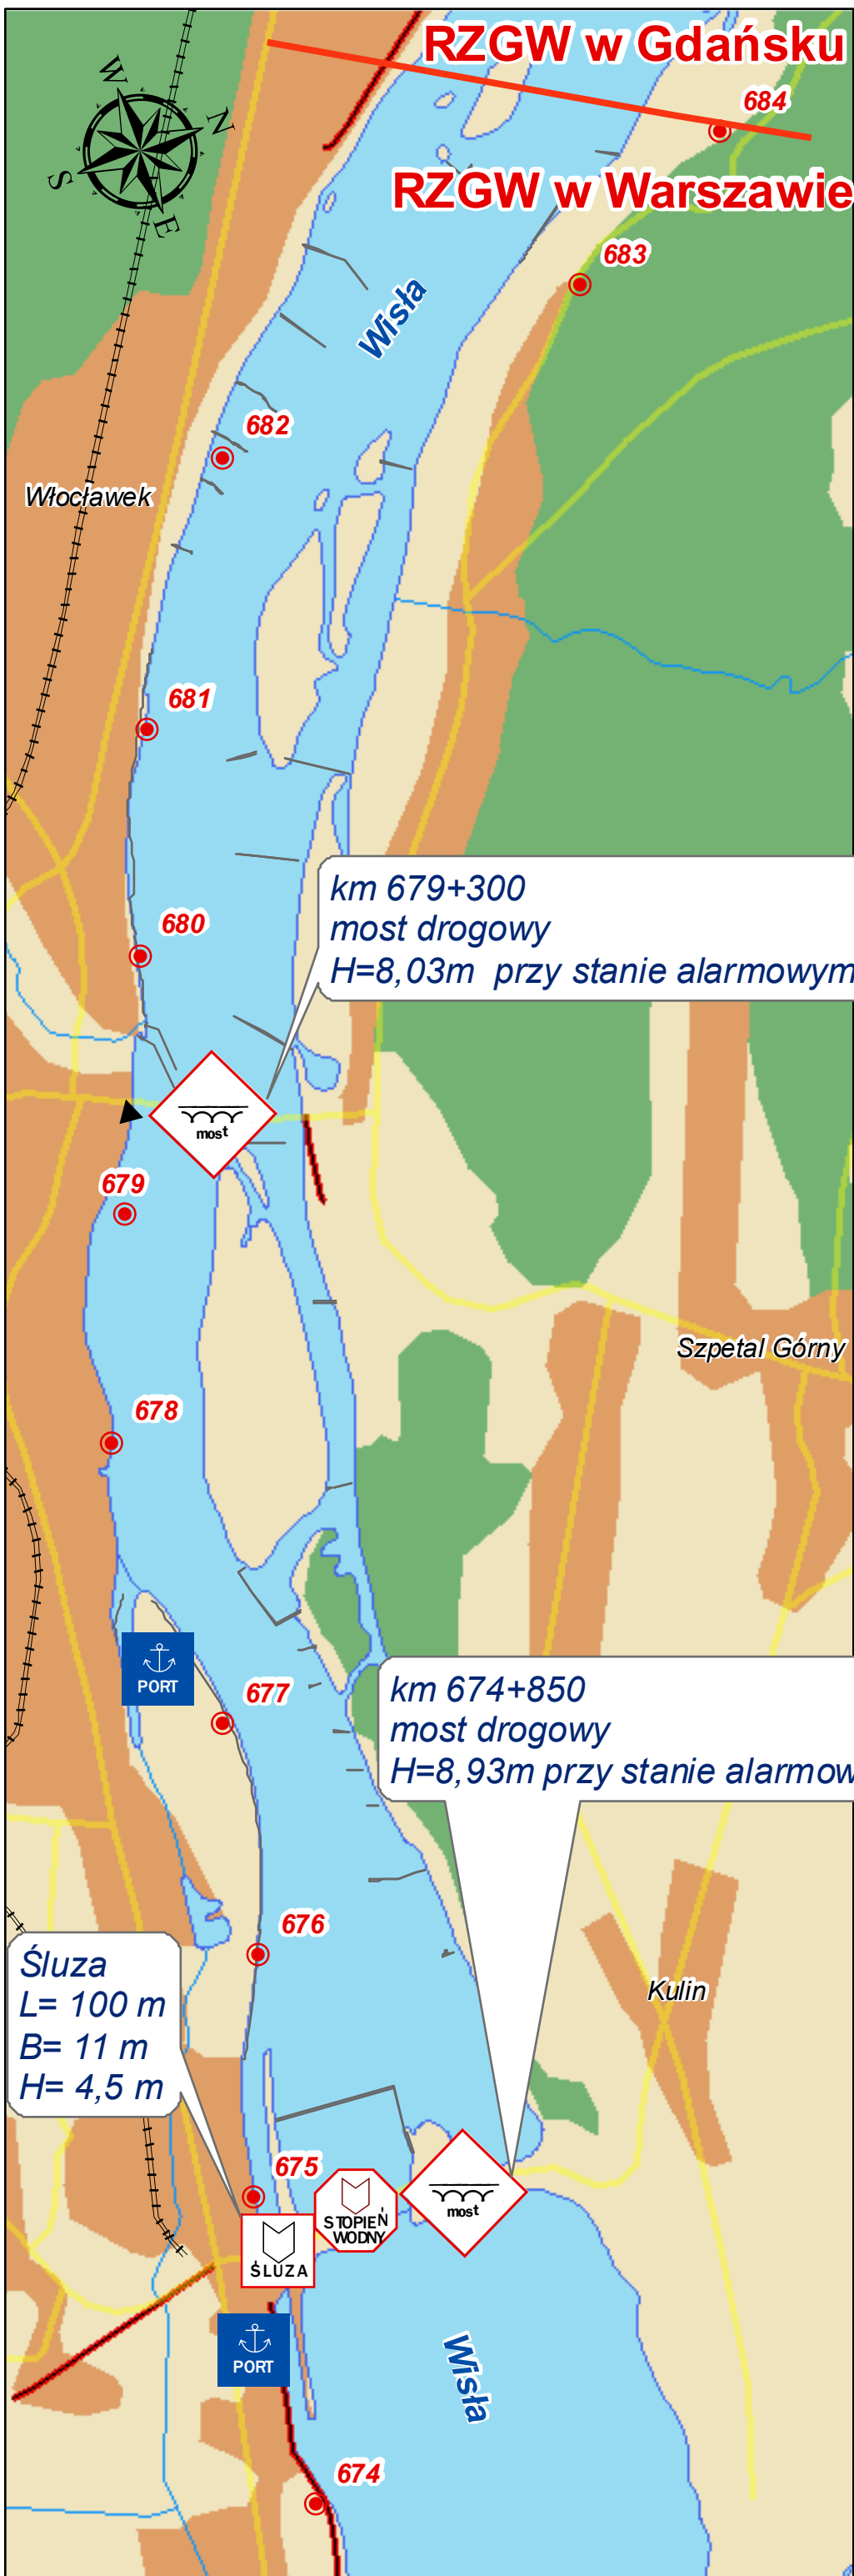 RZGW w Gdańsku
W
N
S
E
684
RZGW w Warszawie
683
Wisła
682
Włocławek
681
km 679+300
most drogowy
H=8,03m przy stanie alarmowym
680
most
679
Szpetal Górny
678
PORT
677
km 674+850
most drogowy
H=8,93m przy stanie alarmow
676
Śluza
L= 100 m
B= 11 m
H= 4,5 m
Kulin
675
STOPIEŃ
WODNY
most
ŚLUZA
PORT
Wisła
674